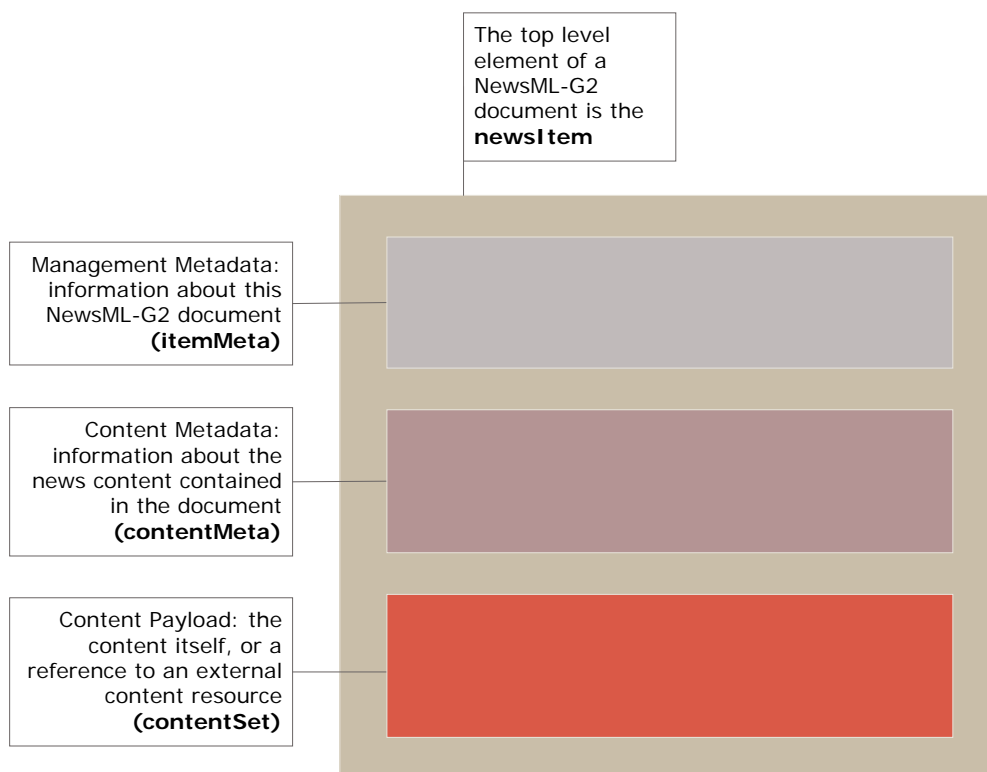 The top level
element of a
NewsML-G2
document is the
newsItem
Management Metadata:
information about this
NewsML-G2 document
(itemMeta)
Content Metadata:
information about the
news content contained
in the document
(contentMeta)
Content Payload: the
content itself, or a
reference to an external
content resource
(contentSet)